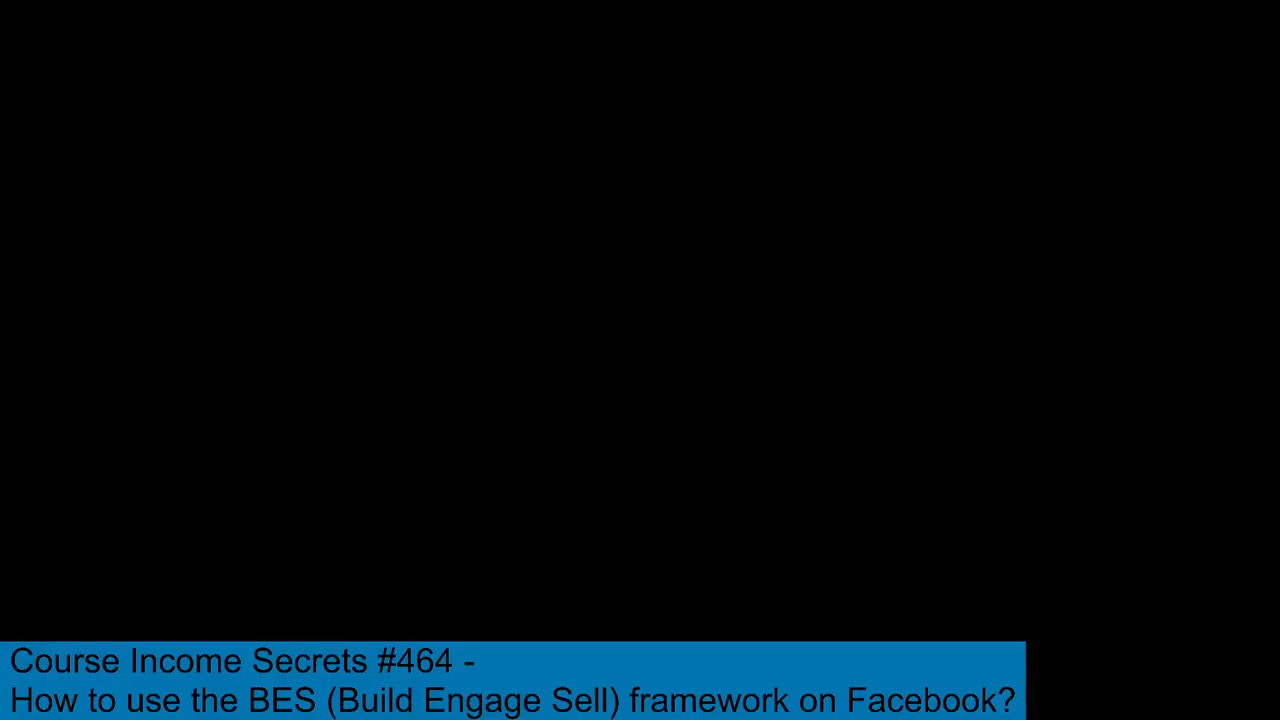 Course Income Secrets #464 -
How to use the BES (Build Engage Sell) framework on Facebook?